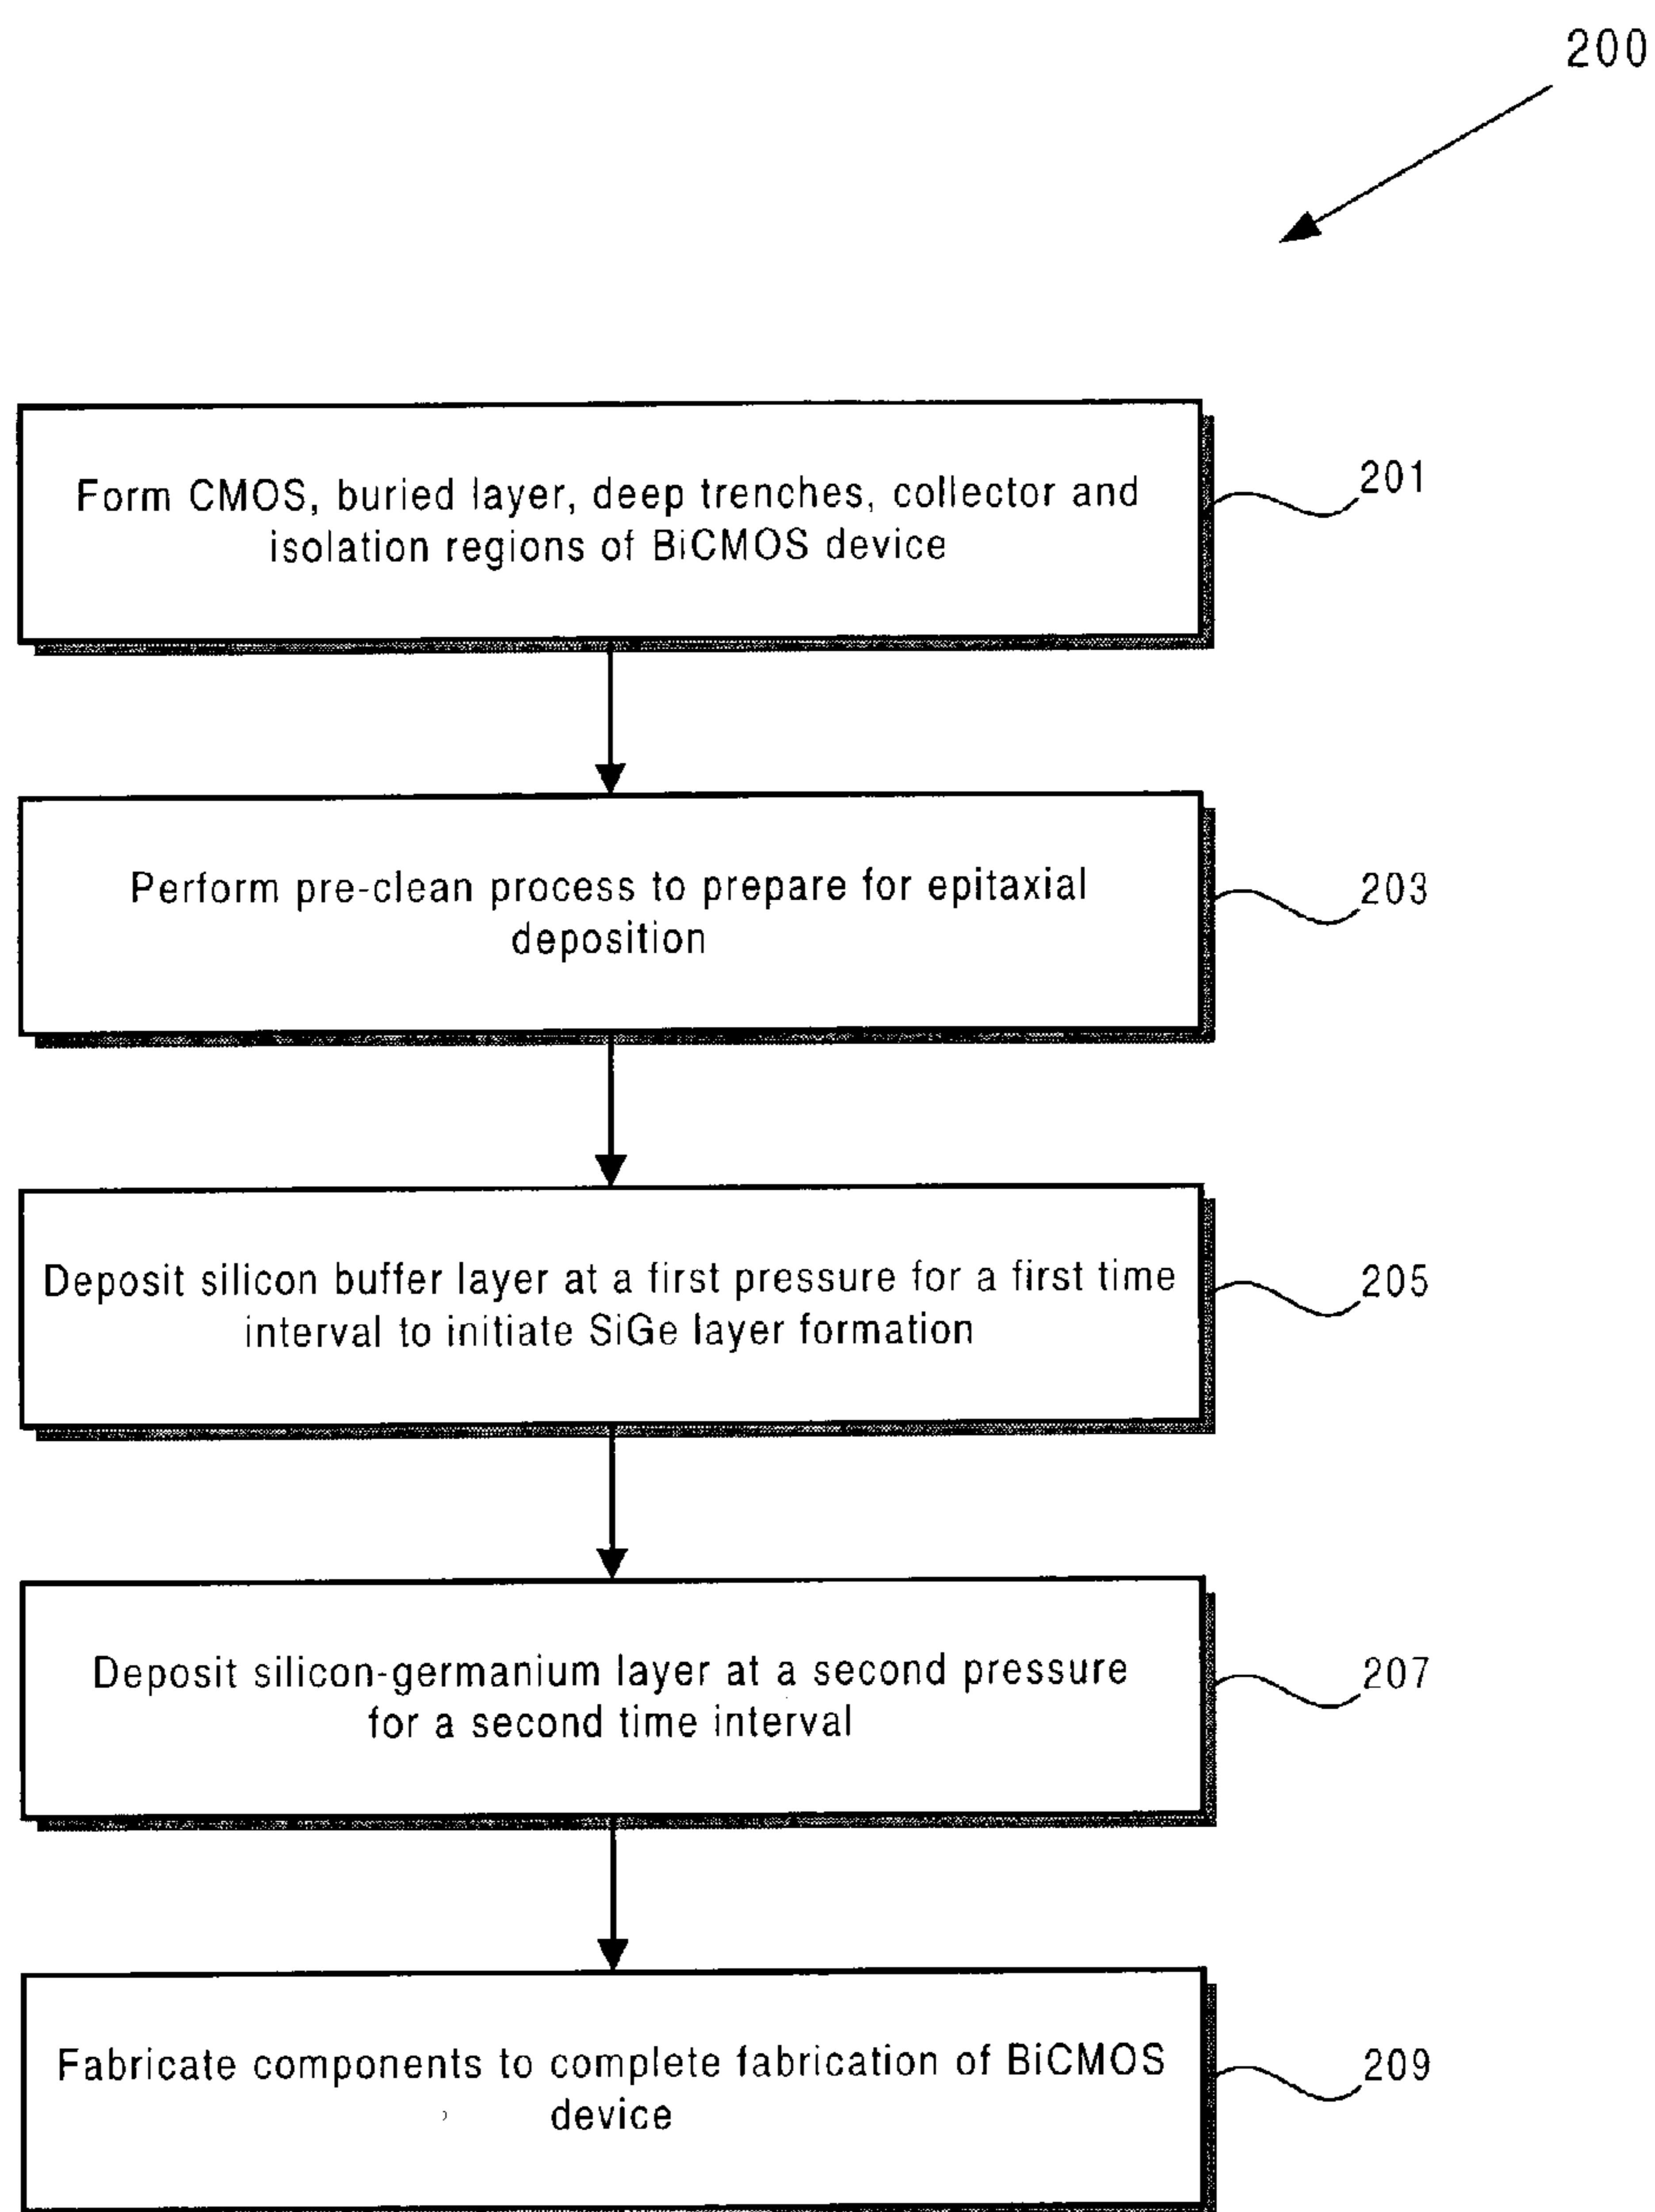 200
Form CMOS, buried layer, deep trenches, collector and
isolation regions of BiCMOS device
201
Perform pre-clean process to prepare for epitaxial
deposition
203
Deposit silicon buffer layer at a first pressure for a first time
interval to initiate SiGe layer formation
205
Deposit silicon-germanium layer at a second pressure
for a second time interval
207
Fabricate components to complete fabrication of BiCMOS
device
209